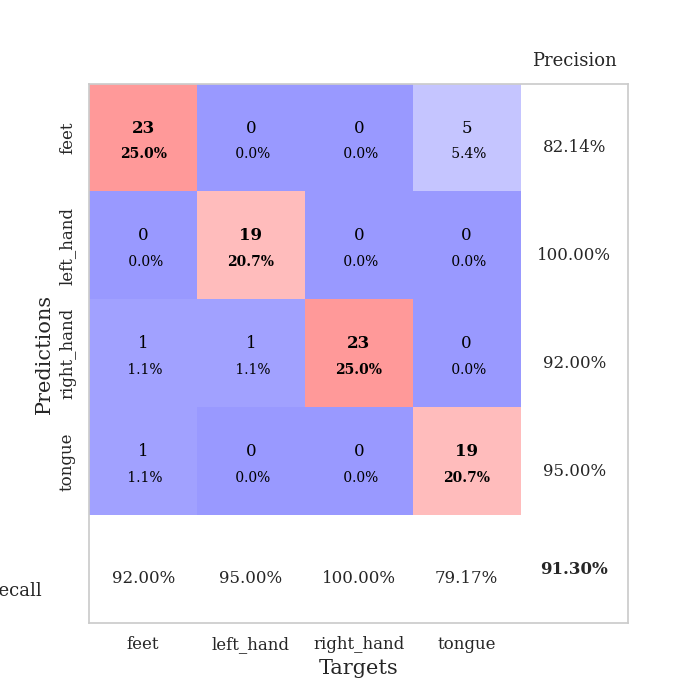 Precision
feet
23 0 0 5
25.0% 0.0% 0.0% 5.4%
82.14%
left_hand
0 19 0 0
0.0% 20.7% 0.0% 0.0%
100.00%
Predictions
right_hand
1 1 23 0
1.1% 1.1% 25.0% 0.0%
92.00%
tongue
1 0 0 19
1.1% 0.0% 0.0% 20.7%
95.00%
ecall
92.00% 95.00% 100.00% 79.17% 91.30%
feet left_hand right_hand tongue
Targets